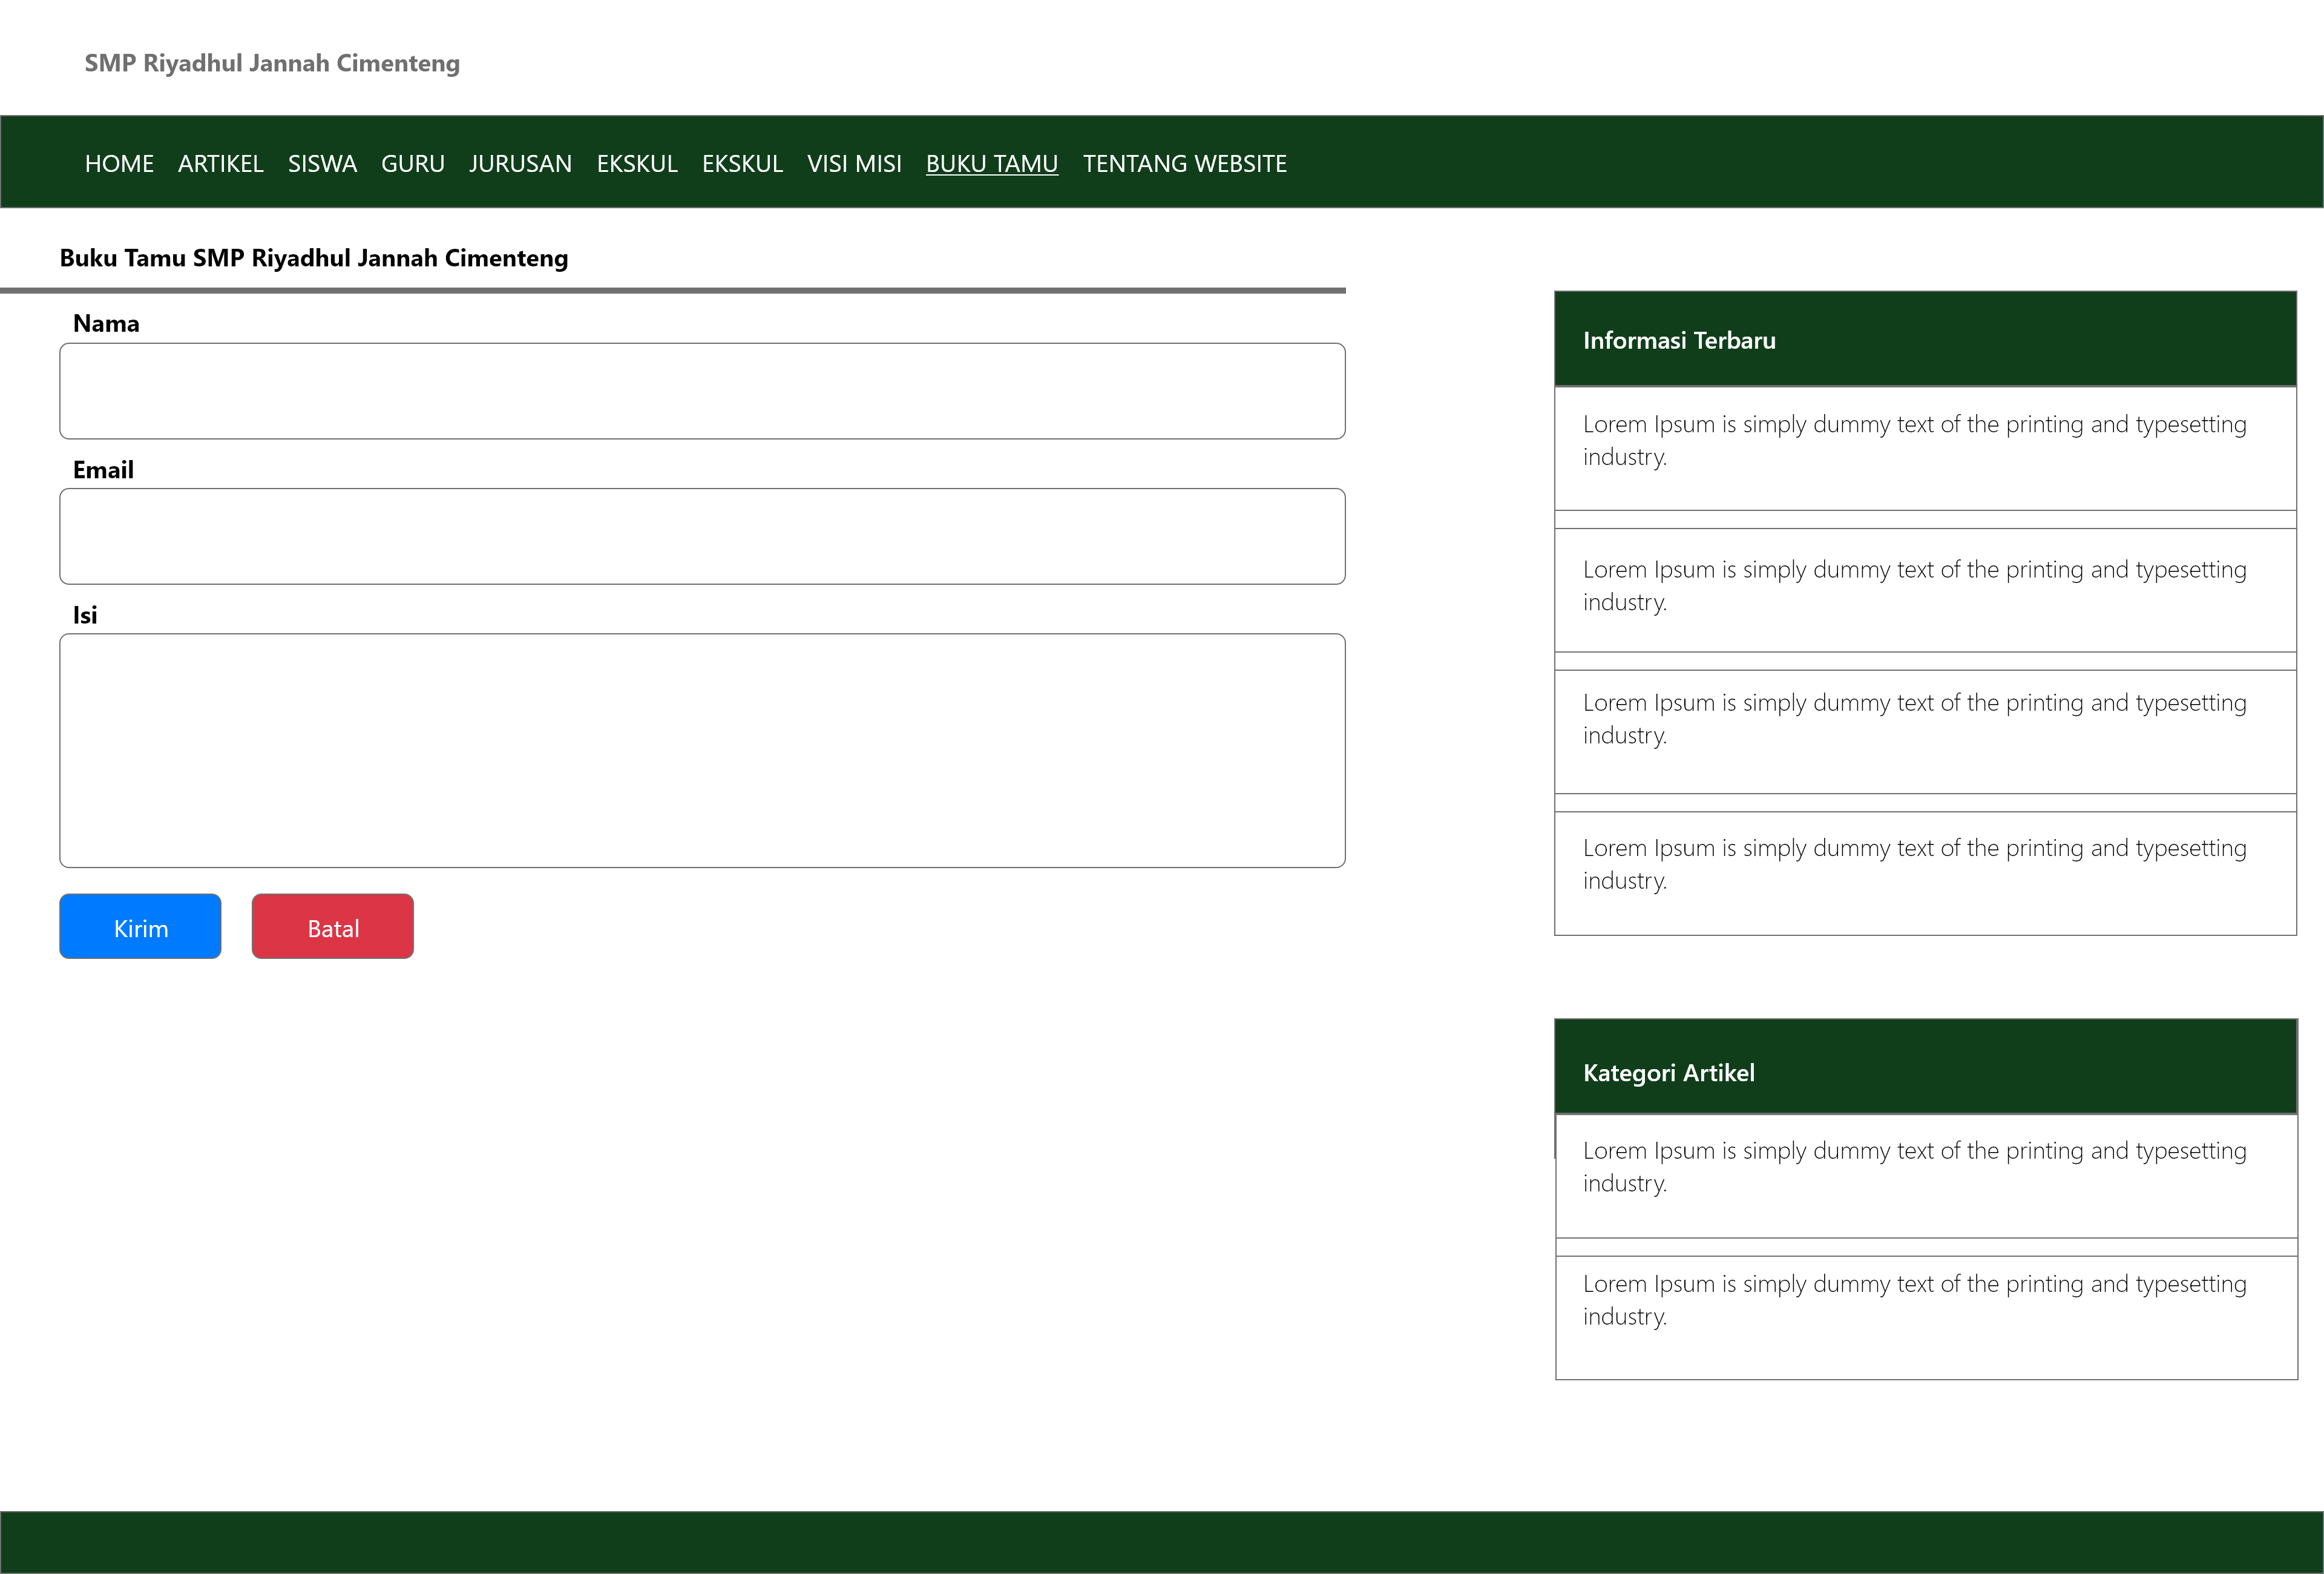 SMP Riyadhul Jannah Cimenteng
HOME ARTIKEL SISWA GURU JURUSAN EKSKUL EKSKUL VISI MISI BUKU TAMU TENTANG WEBSITE
Buku Tamu SMP Riyadhul Jannah Cimenteng
Nama
Email
Isi
Kirim Batal
Informasi Terbaru
Lorem Ipsum is simply dummy text of the printing and typesetting
industry.
Lorem Ipsum is simply dummy text of the printing and typesetting
industry.
Lorem Ipsum is simply dummy text of the printing and typesetting
industry.
Lorem Ipsum is simply dummy text of the printing and typesetting
industry.
Kategori Artikel
Lorem Ipsum is simply dummy text of the printing and typesetting
industry.
Lorem Ipsum is simply dummy text of the printing and typesetting
industry.